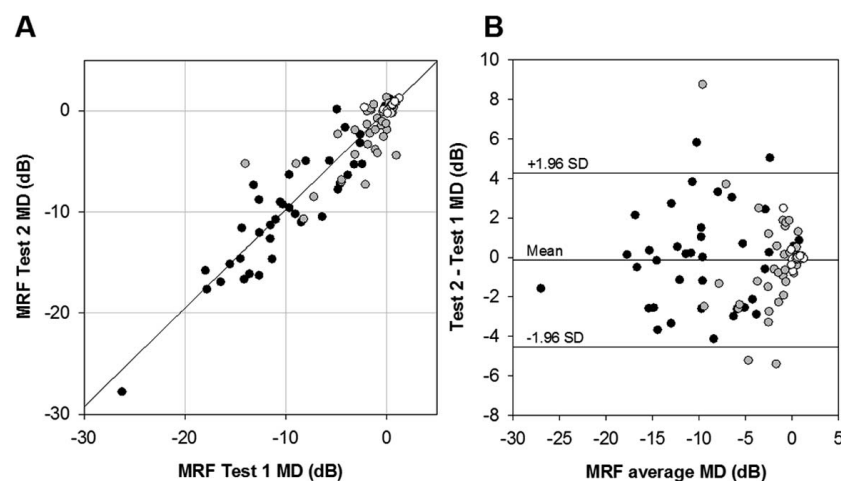 A
B
MRF Test 2 MD (dB)
0
-10
-20
-30
-30
-20
-10
0
MRF Test 1 MD (dB)
Test 2 - Test 1 MD (dB)
10
8
6
4
2
0
-2
-4
-6
-8
+1.96 SD
Mean
-1.96 SD
-30
-25
-20
-15
-10
-5
0
5
MRF average MD (dB)